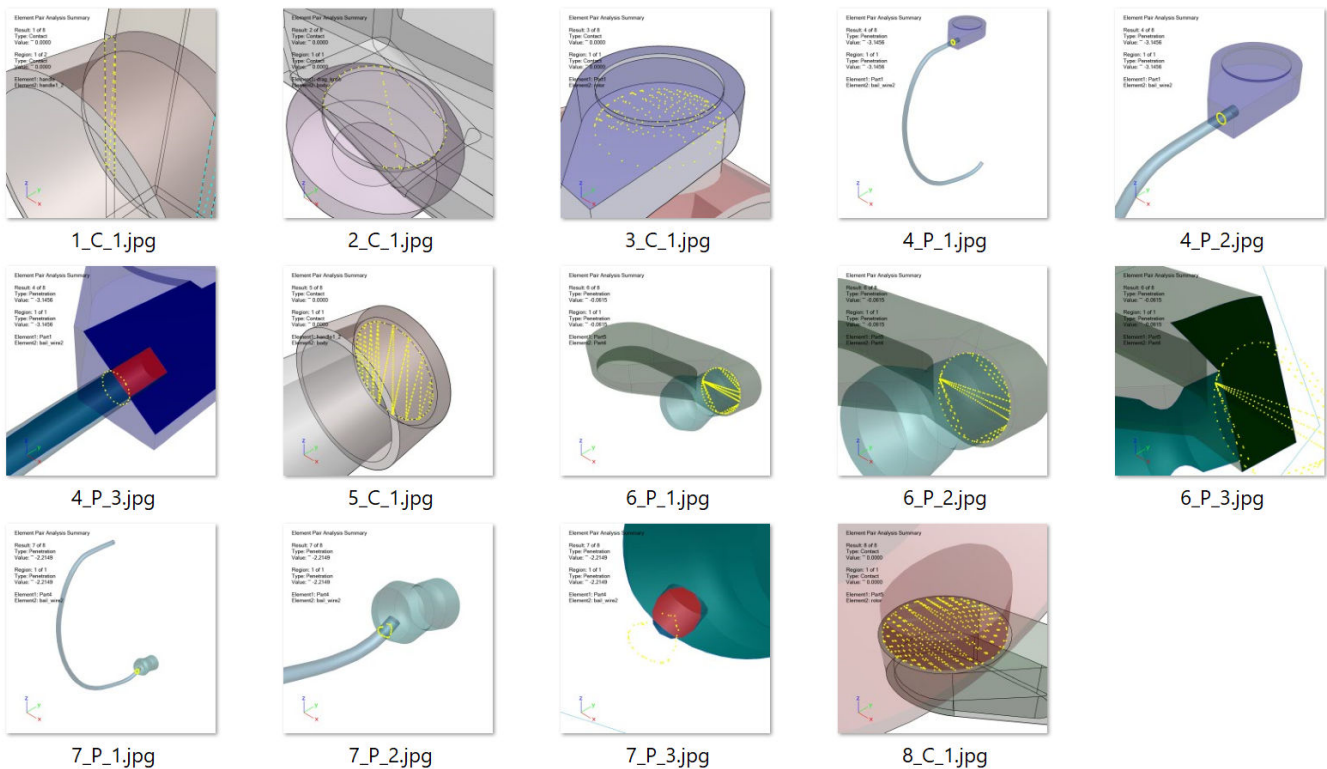 Element Pair Analysis Summary
Result: 1 of 8
Type: Contact
Value: ~ 0.0000
Region: 1 of 2
Type: Contact
Value: ~ 0.0000
Element1: handle
Element2: handle1_2
1_C_1.jpg
Element Pair Analysis Summary
Result: 2 of 8
Type: Contact
Value: ~ 0.0000
Region: 1 of 1
Type: Contact
Value: ~ 0.0000
Element1: drag_knob
Element2: body
2_C_1.jpg
Element Pair Analysis Summary
Result: 3 of 8
Type: Contact
Value: ~ 0.0000
Region: 1 of 1
Type: Contact
Value: ~ 0.0000
Element1: Part1
Element2: rotor
3_C_1.jpg
Element Pair Analysis Summary
Result: 4 of 8
Type: Penetration
Value: ~ -3.1456
Region: 1 of 1
Type: Penetration
Value: ~ -3.1456
Element1: Part1
Element2: bail_wire2
4_P_1.jpg
Element Pair Analysis Summary
Result: 4 of 8
Type: Penetration
Value: ~ -3.1456
Region: 1 of 1
Type: Penetration
Value: ~ -3.1456
Element1: Part1
Element2: bail_wire2
4_P_2.jpg
Element Pair Analysis Summary
Result: 4 of 8
Type: Penetration
Value: ~ -3.1456
Region: 1 of 1
Type: Penetration
Value: ~ -3.1456
Element1: Part1
Element2: bail_wire2
4_P_3.jpg
Element Pair Analysis Summary
Result: 5 of 8
Type: Contact
Value: ~ 0.0000
Region: 1 of 1
Type: Contact
Value: ~ 0.0000
Element1: handle1_2
Element2: body
5_C_1.jpg
Element Pair Analysis Summary
Result: 6 of 8
Type: Penetration
Value: ~ -0.0615
Region: 1 of 1
Type: Penetration
Value: ~ -0.0615
Element1: Part5
Element2: Part4
6_P_1.jpg
Element Pair Analysis Summary
Result: 6 of 8
Type: Penetration
Value: ~ -0.0615
Region: 1 of 1
Type: Penetration
Value: ~ -0.0615
Element1: Part5
Element2: Part4
6_P_2.jpg
Element Pair Analysis Summary
Result: 6 of 8
Type: Penetration
Value: ~ -0.0615
Region: 1 of 1
Type: Penetration
Value: ~ -0.0615
Element1: Part5
Element2: Part4
6_P_3.jpg
Element Pair Analysis Summary
Result: 7 of 8
Type: Penetration
Value: ~ -2.2149
Region: 1 of 1
Type: Penetration
Value: ~ -2.2149
Element1: Part4
Element2: bail_wire2
7_P_1.jpg
Element Pair Analysis Summary
Result: 7 of 8
Type: Penetration
Value: ~ -2.2149
Region: 1 of 1
Type: Penetration
Value: ~ -2.2149
Element1: Part4
Element2: bail_wire2
7_P_2.jpg
Element Pair Analysis Summary
Result: 7 of 8
Type: Penetration
Value: ~ -2.2149
Region: 1 of 1
Type: Penetration
Value: ~ -2.2149
Element1: Part4
Element2: bail_wire2
7_P_3.jpg
Element Pair Analysis Summary
Result: 8 of 8
Type: Contact
Value: ~ 0.0000
Region: 1 of 1
Type: Contact
Value: ~ 0.0000
Element1: Part5
Element2: rotor
8_C_1.jpg